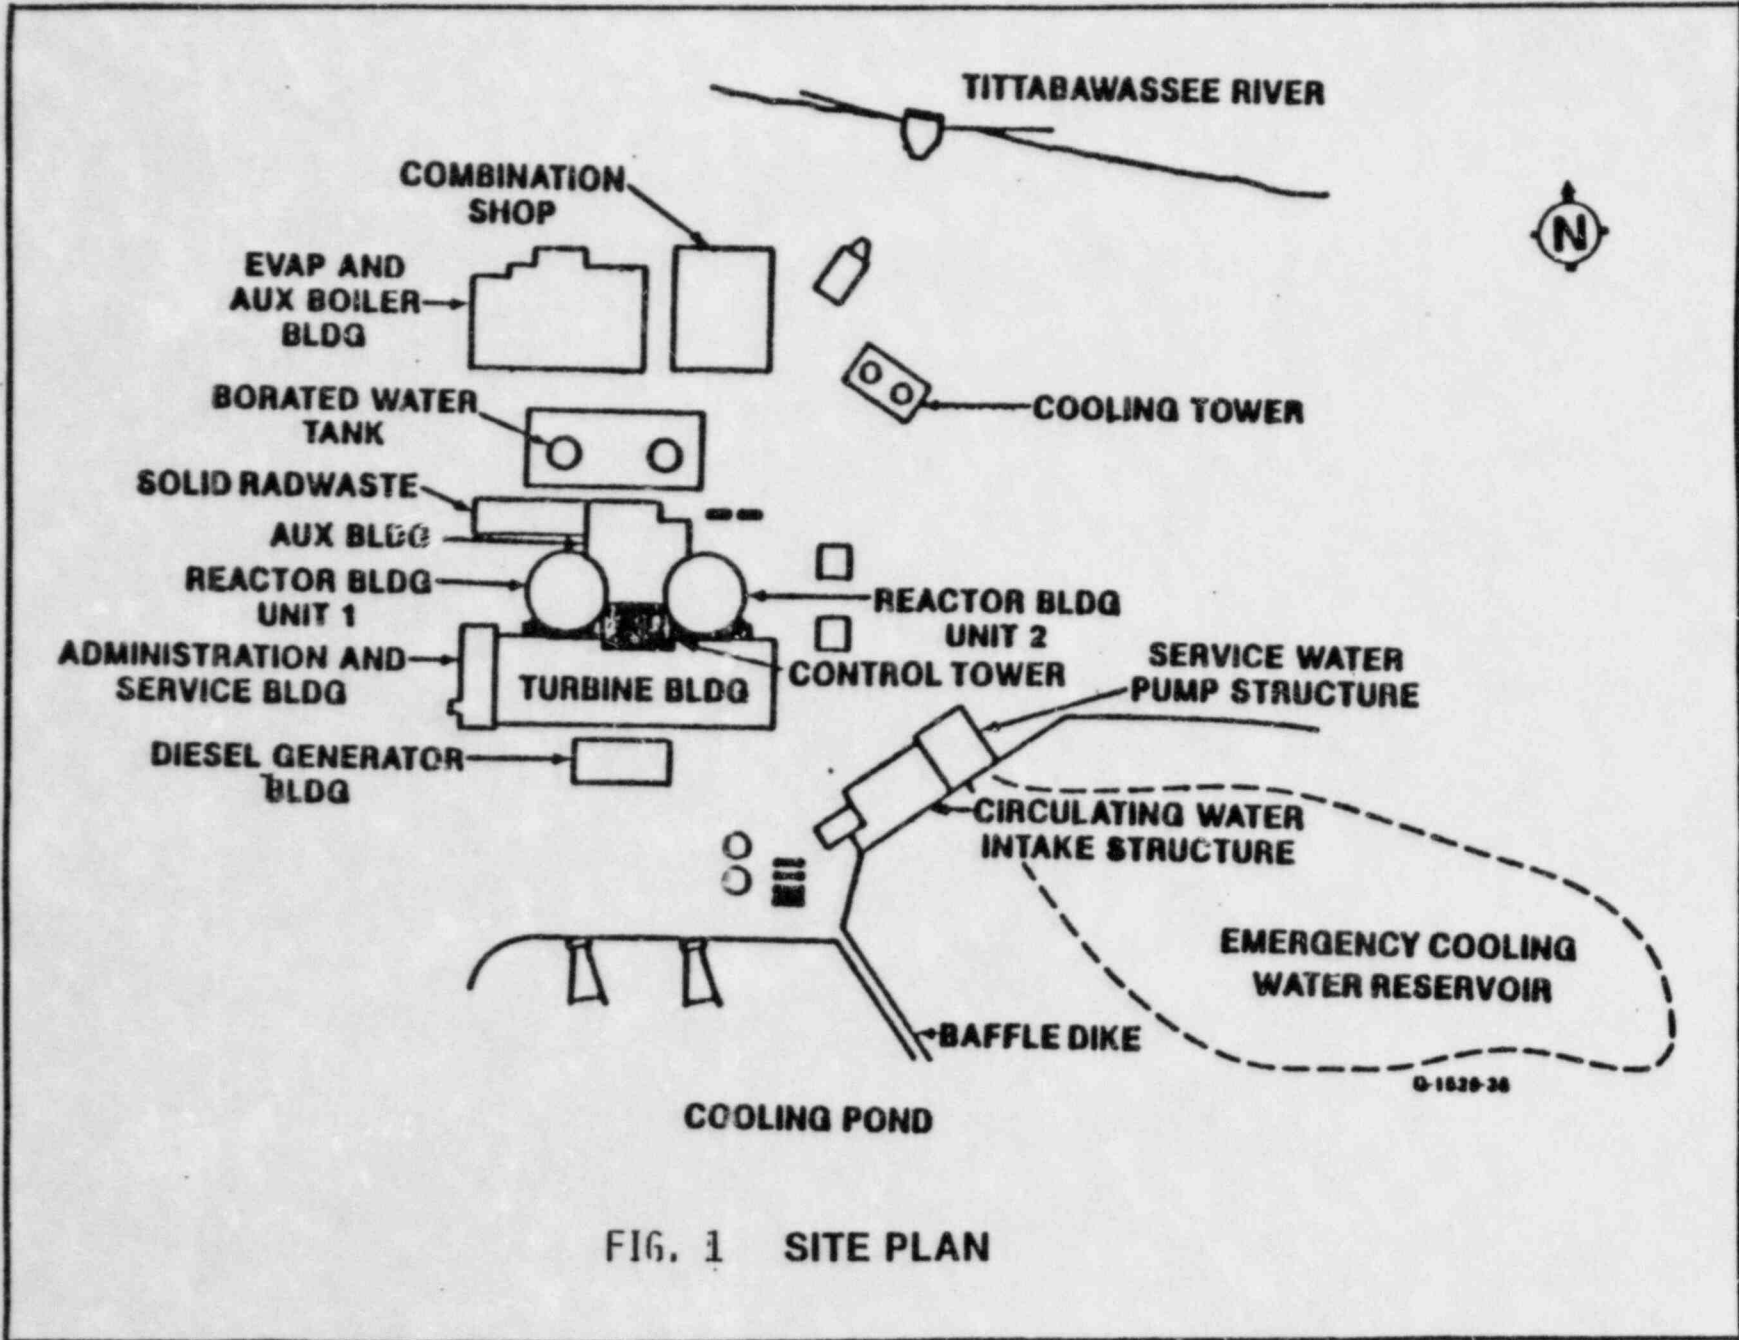 TITTABAWASSEE RIVER
COMBINATION
SHOP
N
EVAP AND
AUX BOILER
BLDG
BORATED WATER
TANK
COOLING TOWER
SOLID RADWASTE
AUX BLDG
REACTOR BLDG
UNIT 1
REACTOR BLDG
UNIT 2
ADMINISTRATION AND
SERVICE BLDG
TURBINE BLDG
CONTROL TOWER
SERVICE WATER
PUMP STRUCTURE
DIESEL GENERATOR
BLDG
CIRCULATING WATER
INTAKE STRUCTURE
EMERGENCY COOLING
WATER RESERVOIR
BAFFLE DIKE
COOLING POND
FIG. 1 SITE PLAN